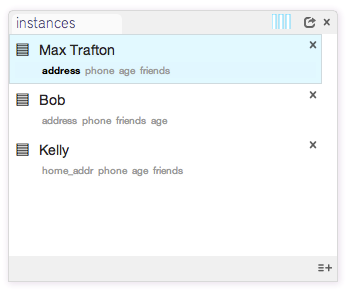 instances
Max Trafton
address phone age friends
Bob
address phone friends age
Kelly
home_addr phone age friends